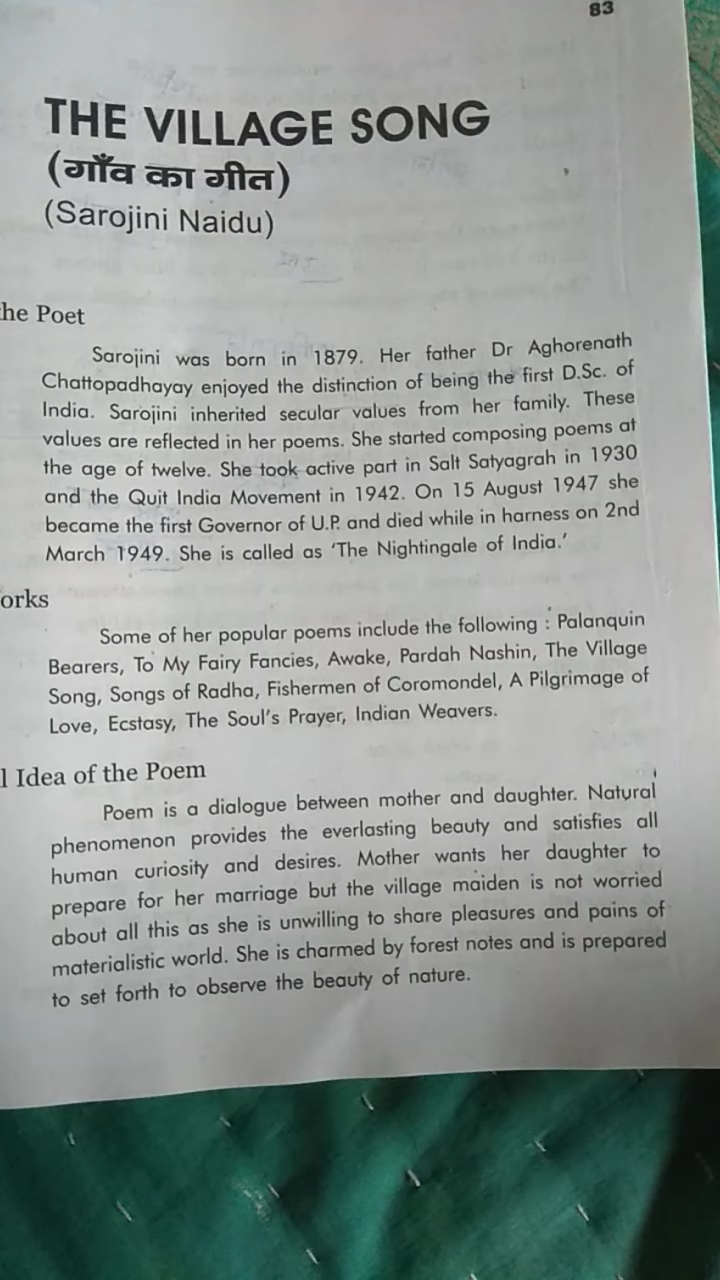 83
THE VILLAGE SONG
(गाँव का गीत)
(Sarojini Naidu)
he Poet
Sarojini was born in 1879. Her father Dr Aghorenath
Chattopadhayay enjoyed the distinction of being the first D.Sc. of
India. Sarojini inherited secular values from her family. These
values are reflected in her poems. She started composing poems at
the age of twelve. She took active part in Salt Satyagrah in 1930
and the Quit India Movement in 1942. On 15 August 1947 she
became the first Governor of U.P. and died while in harness on 2nd
March 1949. She is called as ‘The Nightingale of India.’
orks
Some of her popular poems include the following : Palanquin
Bearers, To My Fairy Fancies, Awake, Pardah Nashin, The Village
Song, Songs of Radha, Fishermen of Coromondel, A Pilgrimage of
Love, Ecstasy, The Soul’s Prayer, Indian Weavers.
l Idea of the Poem
Poem is a dialogue between mother and daughter. Natural
phenomenon provides the everlasting beauty and satisfies all
human curiosity and desires. Mother wants her daughter to
prepare for her marriage but the village maiden is not worried
about all this as she is unwilling to share pleasures and pains of
materialistic world. She is charmed by forest notes and is prepared
to set forth to observe the beauty of nature.